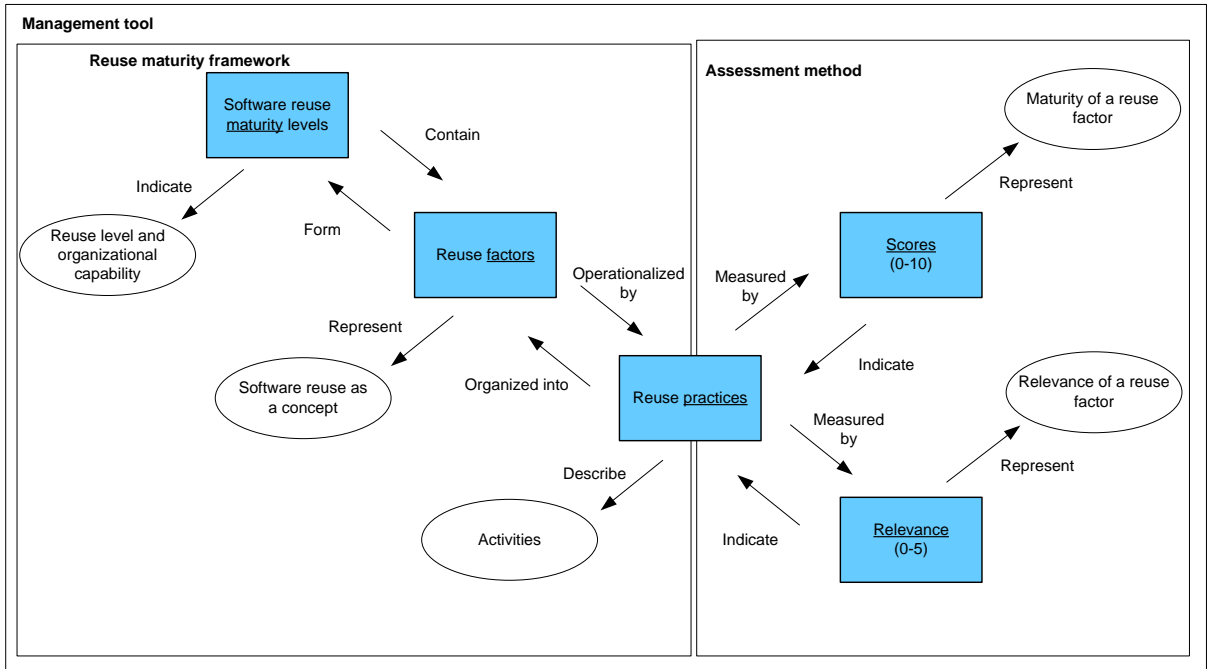 Management tool
Reuse maturity framework
Software reuse
maturity levels
Contain
Indicate
Form
Reuse level and
organizational
capability
Reuse factors
Operationalized
by
Represent
Organized into
Software reuse as
a concept
Reuse practices
Describe
Activities
Assessment method
Maturity of a reuse
factor
Represent
Scores
(0-10)
Measured
by
Indicate
Relevance of a reuse
factor
Measured
by
Represent
Indicate
Relevance
(0-5)